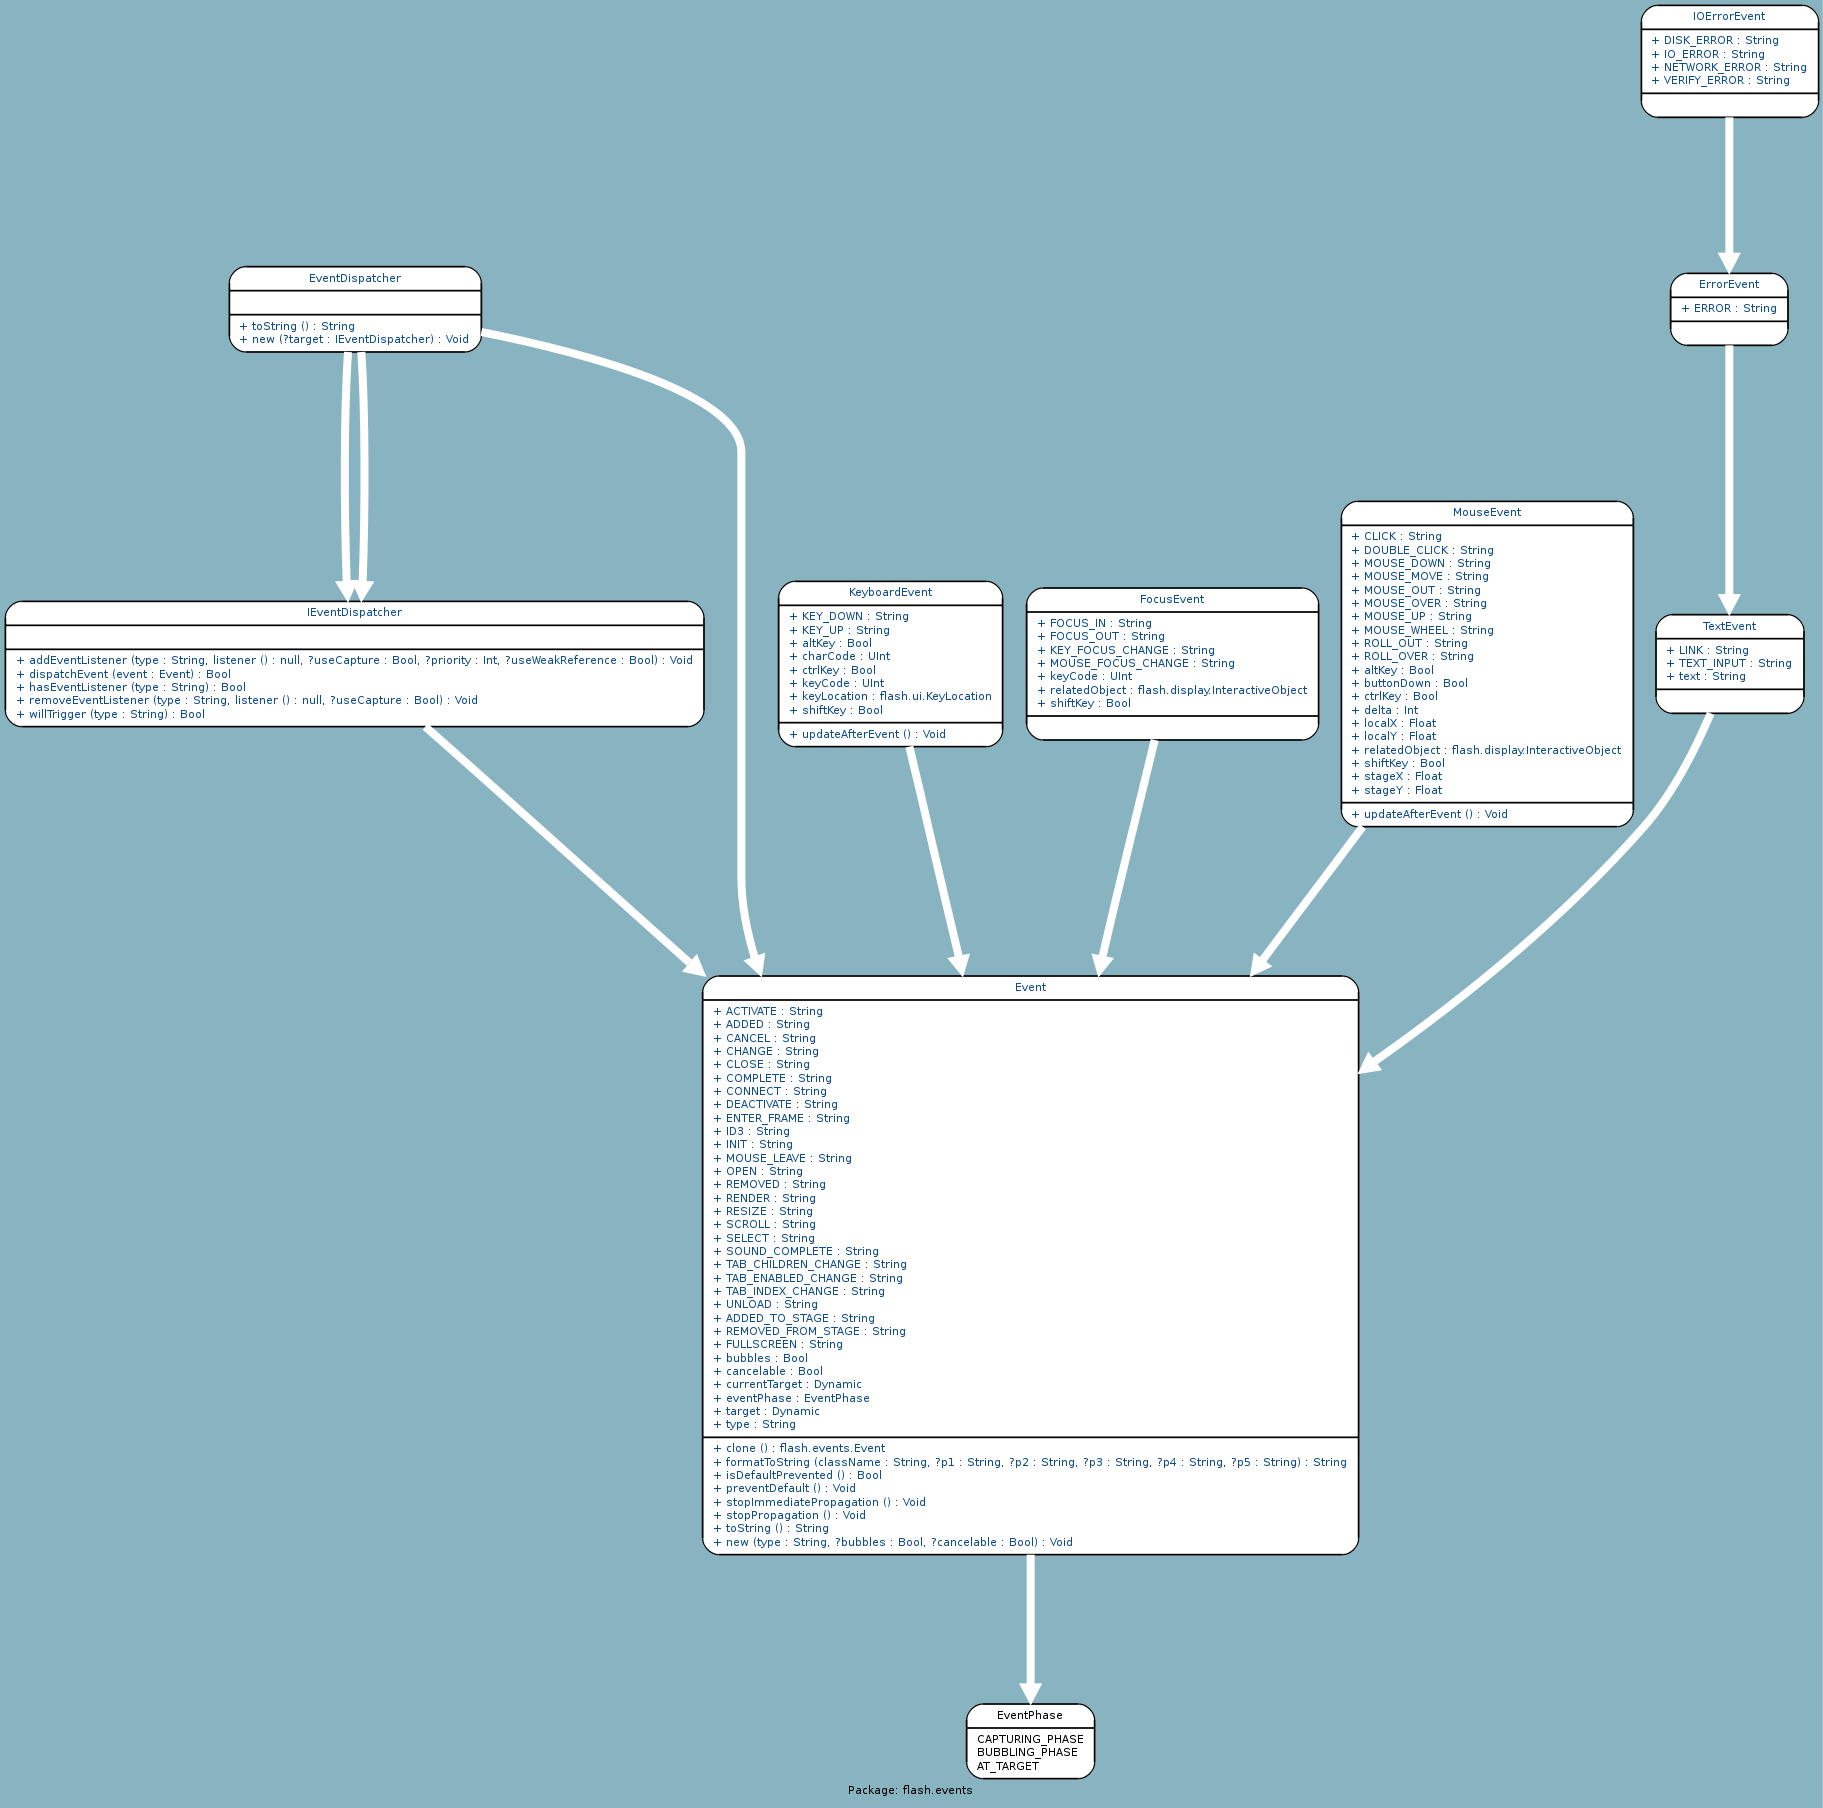 IOErrorEvent
+ DISK_ERROR : String
+ IO_ERROR : String
+ NETWORK_ERROR : String
+ VERIFY_ERROR : String
EventDispatcher
+ toString () : String
+ new (?target : IEventDispatcher) : Void
ErrorEvent
+ ERROR : String
IEventDispatcher
+ addEventListener (type : String, listener () : null, ?useCapture : Bool, ?priority : Int, ?useWeakReference : Bool) : Void
+ dispatchEvent (event : Event) : Bool
+ hasEventListener (type : String) : Bool
+ removeEventListener (type : String, listener () : null, ?useCapture : Bool) : Void
+ willTrigger (type : String) : Bool
KeyboardEvent
+ KEY_DOWN : String
+ KEY_UP : String
+ altKey : Bool
+ charCode : UInt
+ ctrlKey : Bool
+ keyCode : UInt
+ keyLocation : flash.ui.KeyLocation
+ shiftKey : Bool
+ updateAfterEvent () : Void
FocusEvent
+ FOCUS_IN : String
+ FOCUS_OUT : String
+ KEY_FOCUS_CHANGE : String
+ MOUSE_FOCUS_CHANGE : String
+ keyCode : UInt
+ relatedObject : flash.display.InteractiveObject
+ shiftKey : Bool
MouseEvent
+ CLICK : String
+ DOUBLE_CLICK : String
+ MOUSE_DOWN : String
+ MOUSE_MOVE : String
+ MOUSE_OUT : String
+ MOUSE_OVER : String
+ MOUSE_UP : String
+ MOUSE_WHEEL : String
+ ROLL_OUT : String
+ ROLL_OVER : String
+ altKey : Bool
+ buttonDown : Bool
+ ctrlKey : Bool
+ delta : Int
+ localX : Float
+ localY : Float
+ relatedObject : flash.display.InteractiveObject
+ shiftKey : Bool
+ stageX : Float
+ stageY : Float
+ updateAfterEvent () : Void
TextEvent
+ LINK : String
+ TEXT_INPUT : String
+ text : String
Event
+ ACTIVATE : String
+ ADDED : String
+ CANCEL : String
+ CHANGE : String
+ CLOSE : String
+ COMPLETE : String
+ CONNECT : String
+ DEACTIVATE : String
+ ENTER_FRAME : String
+ ID3 : String
+ INIT : String
+ MOUSE_LEAVE : String
+ OPEN : String
+ REMOVED : String
+ RENDER : String
+ RESIZE : String
+ SCROLL : String
+ SELECT : String
+ SOUND_COMPLETE : String
+ TAB_CHILDREN_CHANGE : String
+ TAB_ENABLED_CHANGE : String
+ TAB_INDEX_CHANGE : String
+ UNLOAD : String
+ ADDED_TO_STAGE : String
+ REMOVED_FROM_STAGE : String
+ FULLSCREEN : String
+ bubbles : Bool
+ cancelable : Bool
+ currentTarget : Dynamic
+ eventPhase : EventPhase
+ target : Dynamic
+ type : String
+ clone () : flash.events.Event
+ formatToString (className : String, ?p1 : String, ?p2 : String, ?p3 : String, ?p4 : String, ?p5 : String) : String
+ isDefaultPrevented () : Bool
+ preventDefault () : Void
+ stopImmediatePropagation () : Void
+ stopPropagation () : Void
+ toString () : String
+ new (type : String, ?bubbles : Bool, ?cancelable : Bool) : Void
EventPhase
CAPTURING_PHASE
BUBBLING_PHASE
AT_TARGET
Package: flash.events